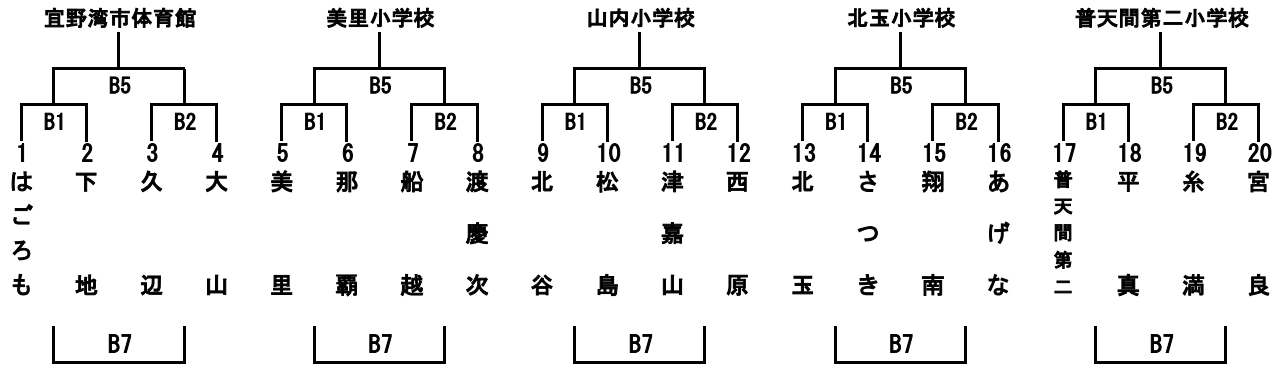 宜野湾市体育館 美里小学校 山内小学校 北玉小学校 普天間第二小学校
B5 B5 B5 B5 B5
B1 B2 B1 B2 B1 B2 B1 B2 B1 B2
1 2 3 4 5 6 7 8 9 10 11 12 13 14 15 16 17 18 19 20
はごろも
下地
久辺
大山
美里
那覇
船越
渡慶次
北谷
松島
津嘉山
西原
北玉
さつき
翔南
あげな
普天間第二
平真
糸満
宮良
B7 B7 B7 B7 B7